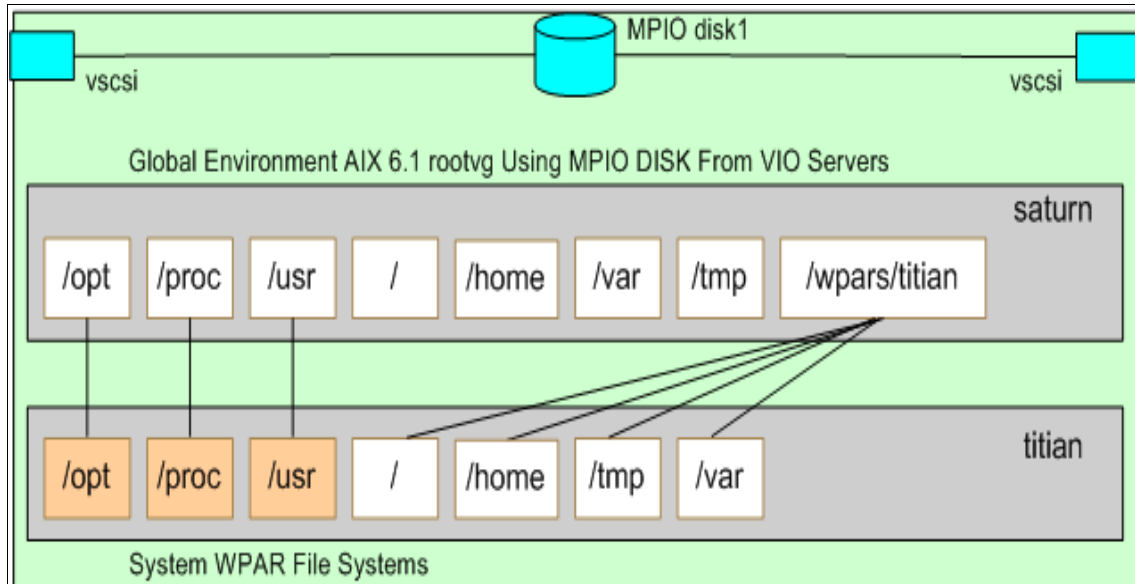 MPIO disk1
vscsi
vscsi
Global Environment AIX 6.1 rootvg Using MPIO DISK From VIO Servers
saturn
/opt
/proc
/usr
/
/home
/var
/tmp
/wpars/titian
titian
/opt
/proc
/usr
/
/home
/tmp
/var
System WPAR File Systems